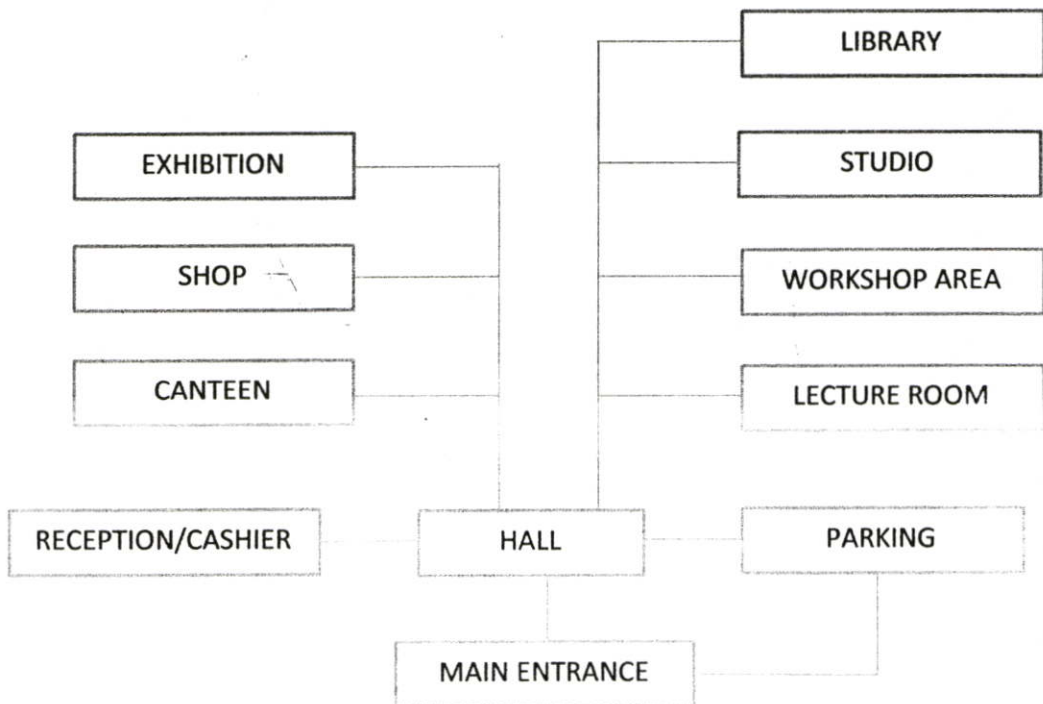 LIBRARY
EXHIBITION
STUDIO
SHOP
WORKSHOP AREA
CANTEEN
LECTURE ROOM
RECEPTION/CASHIER
HALL
PARKING
MAIN ENTRANCE